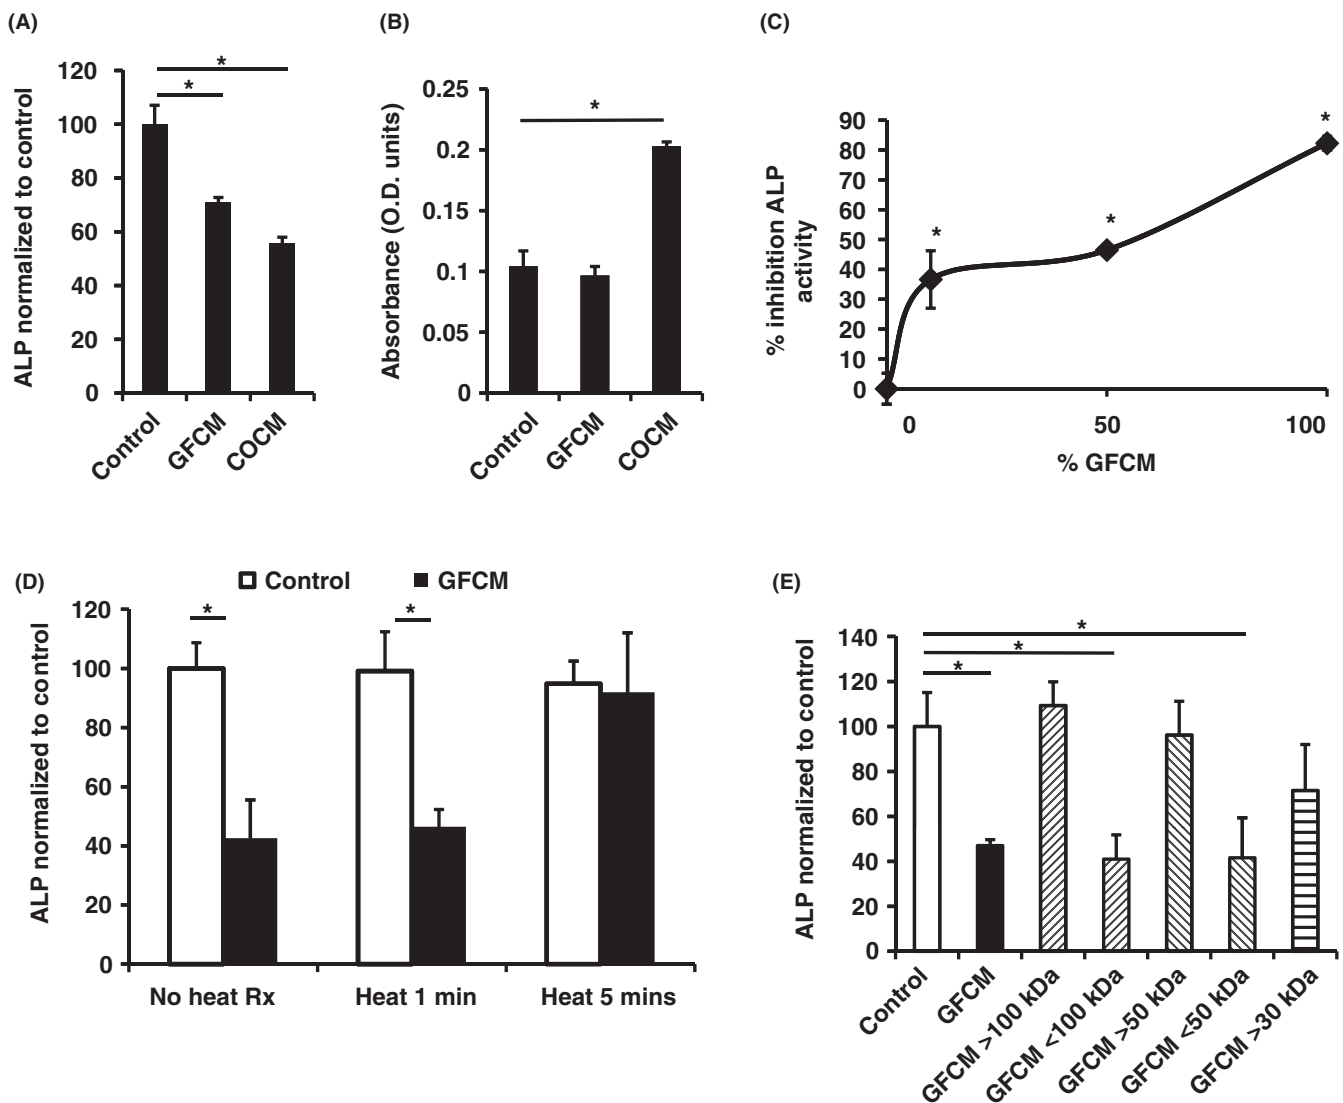 (A)
ALP normalized to control
120
100
80
60
40
20
0
*
*
Control
GFCM
COCM
(B)
Absorbance (O.D. units)
0.25
0.2
0.15
0.1
0.05
0
*
Control
GFCM
COCM
(C)
% inhibition ALP
activity
90
80
70
60
50
40
30
20
10
0
*
*
*
0
50
100
% GFCM
(D)
Control
GFCM
ALP normalized to control
120
100
80
60
40
20
0
*
*
No heat Rx
Heat 1 min
Heat 5 mins
(E)
ALP normalized to control
140
120
100
80
60
40
20
0
*
*
*
Control
GFCM
GFCM >100 kDa
GFCM <100 kDa
GFCM >50 kDa
GFCM <50 kDa
GFCM >30 kDa